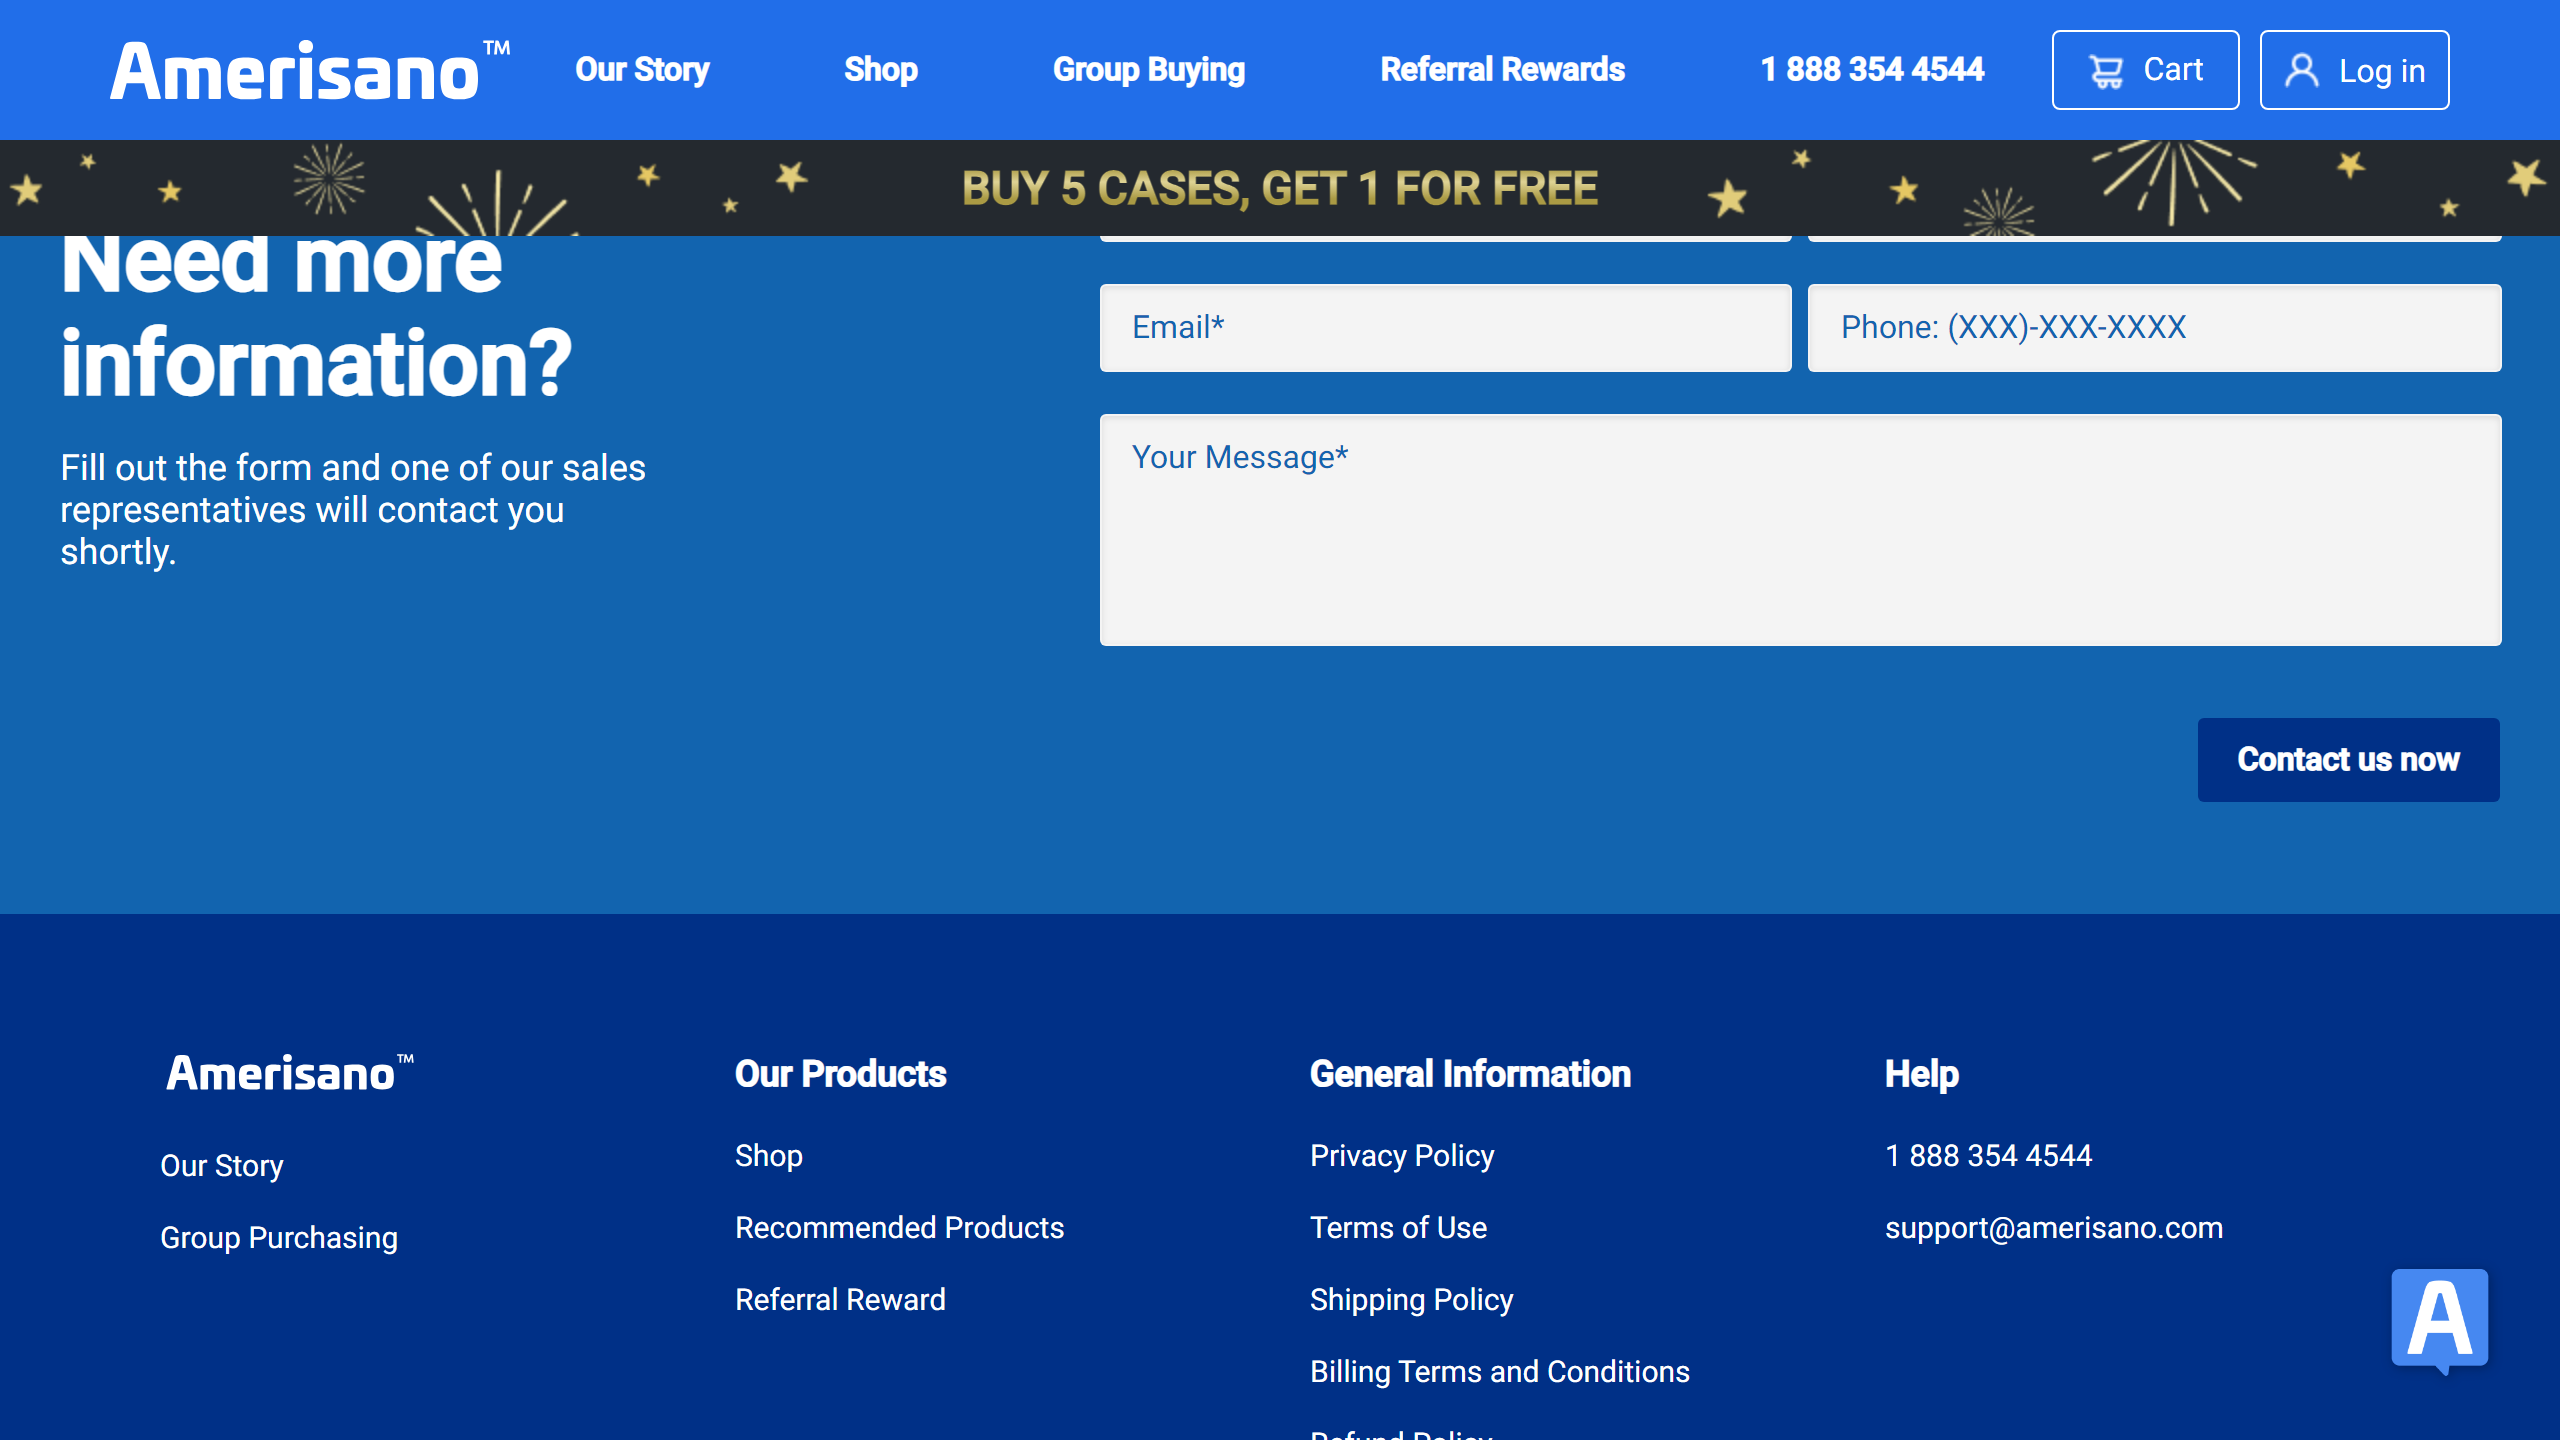 Amerisano™
Our Story
Shop
Group Buying
Referral Rewards
1 888 354 4544
Cart
Log in
BUY 5 CASES, GET 1 FOR FREE
Need more
information?
Fill out the form and one of our sales
representatives will contact you
shortly.
Email*
Phone: (XXX)-XXX-XXXX
Your Message*
Contact us now
Amerisano™
Our Story
Group Purchasing
Our Products
Shop
Recommended Products
Referral Reward
General Information
Privacy Policy
Terms of Use
Shipping Policy
Billing Terms and Conditions
Refund Policy
Help
1 888 354 4544
support@amerisano.com
A